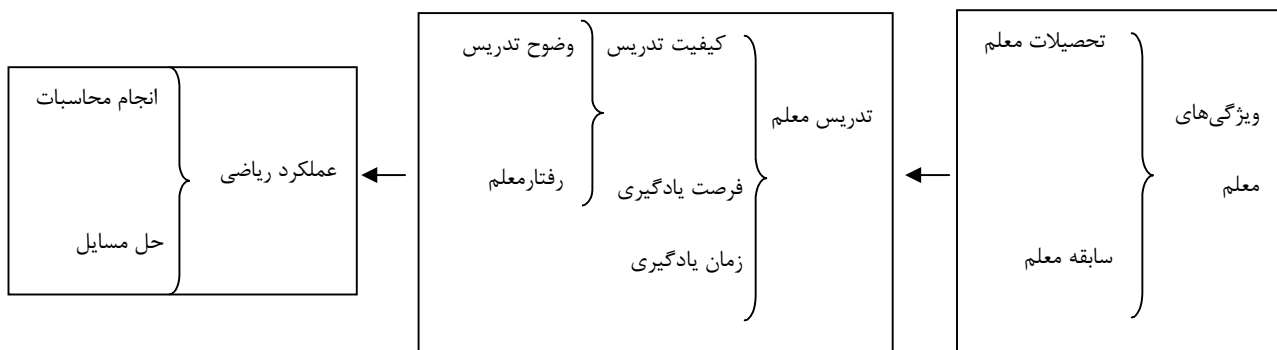 ویژگی‌های
معلم
تحصیلات معلم
سابقه معلم
تدریس معلم
کیفیت تدریس
فرصت یادگیری
زمان یادگیری
وضوح تدریس
رفتارمعلم
عملکرد ریاضی
انجام محاسبات
حل مسایل